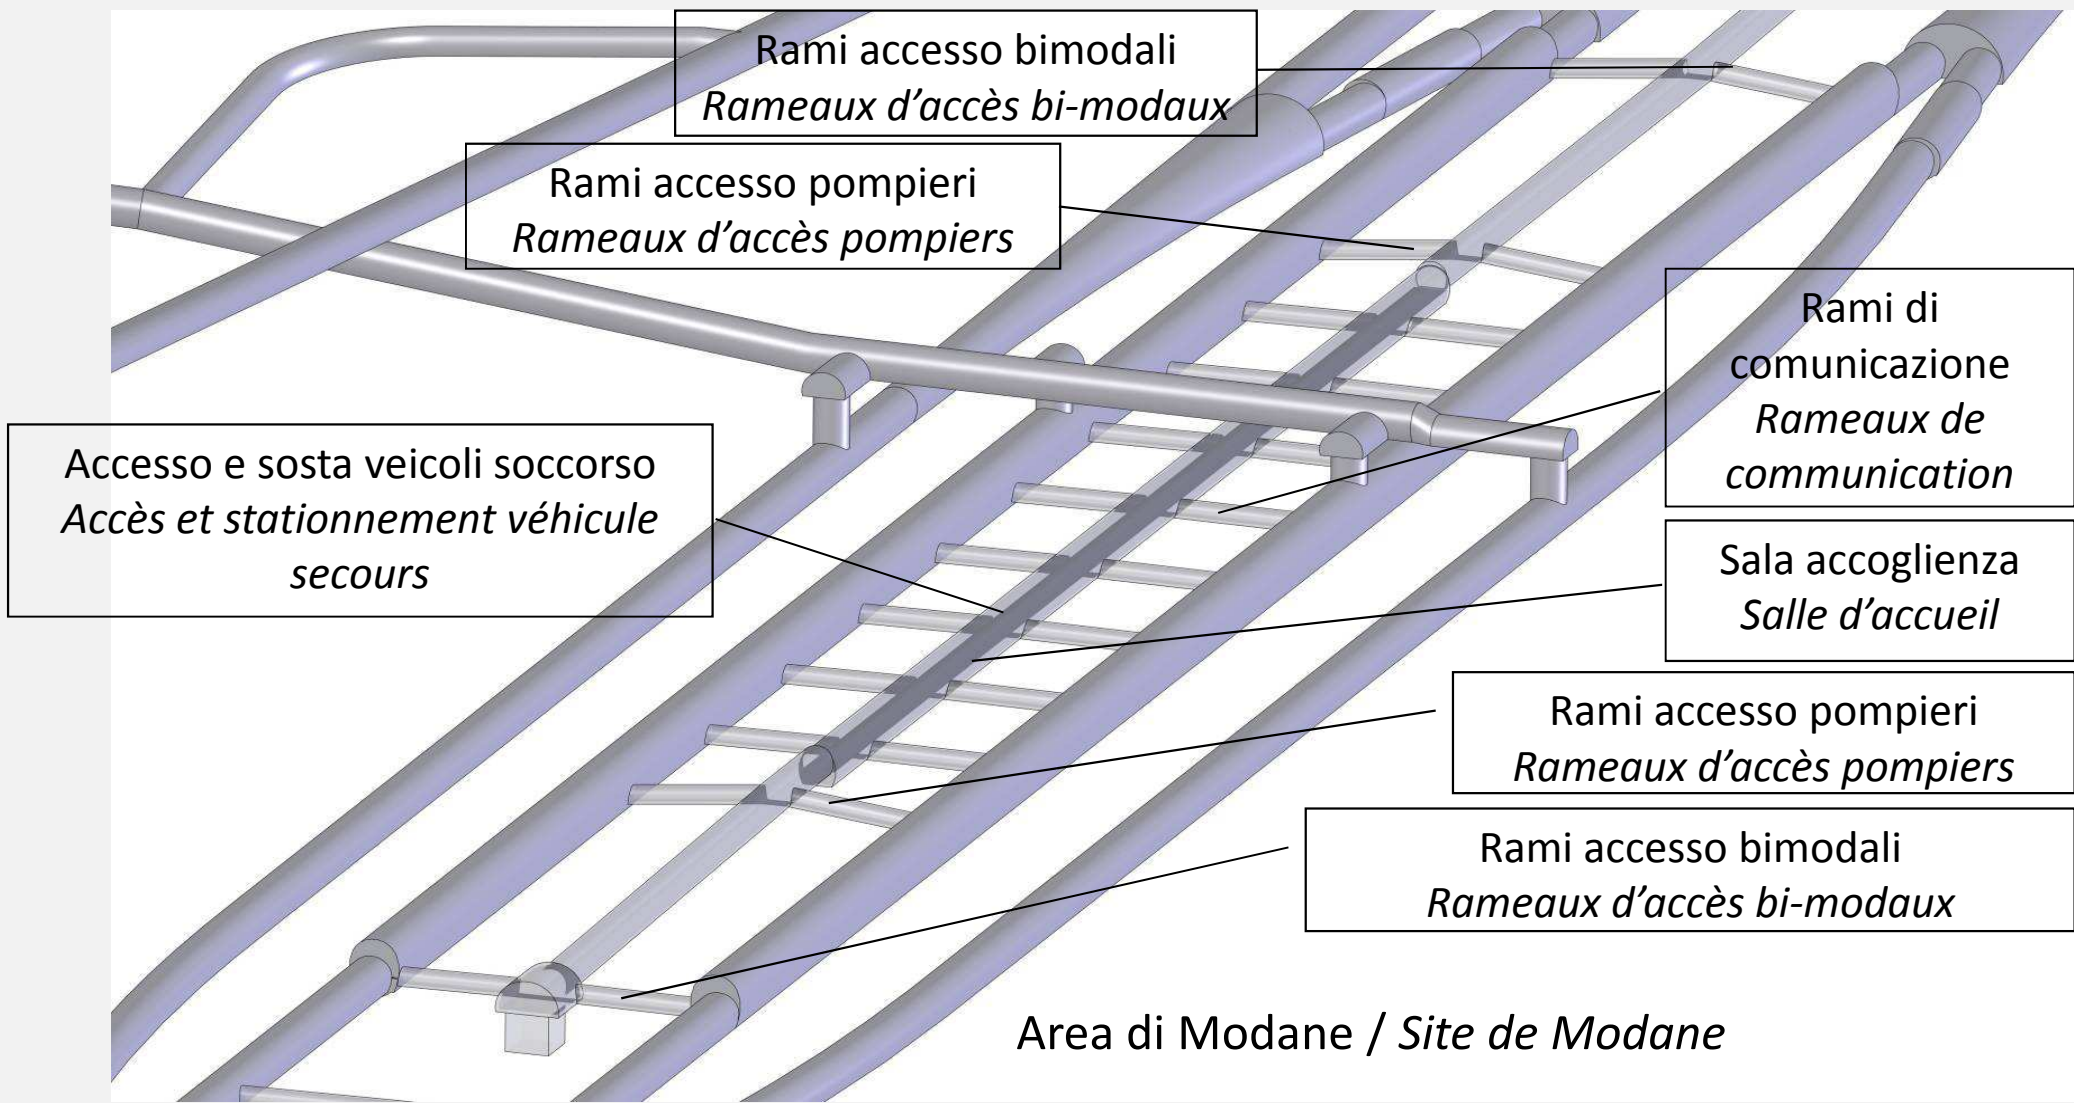 Rami accesso bimodali
Rameaux d’accès bi-modaux
Rami accesso pompieri
Rameaux d’accès pompiers
Rami di
comunicazione
Rameaux de
communication
Accesso e sosta veicoli soccorso
Accès et stationnement véhicule
secours
Sala accoglienza
Salle d’accueil
Rami accesso pompieri
Rameaux d’accès pompiers
Rami accesso bimodali
Rameaux d’accès bi-modaux
Area di Modane / Site de Modane